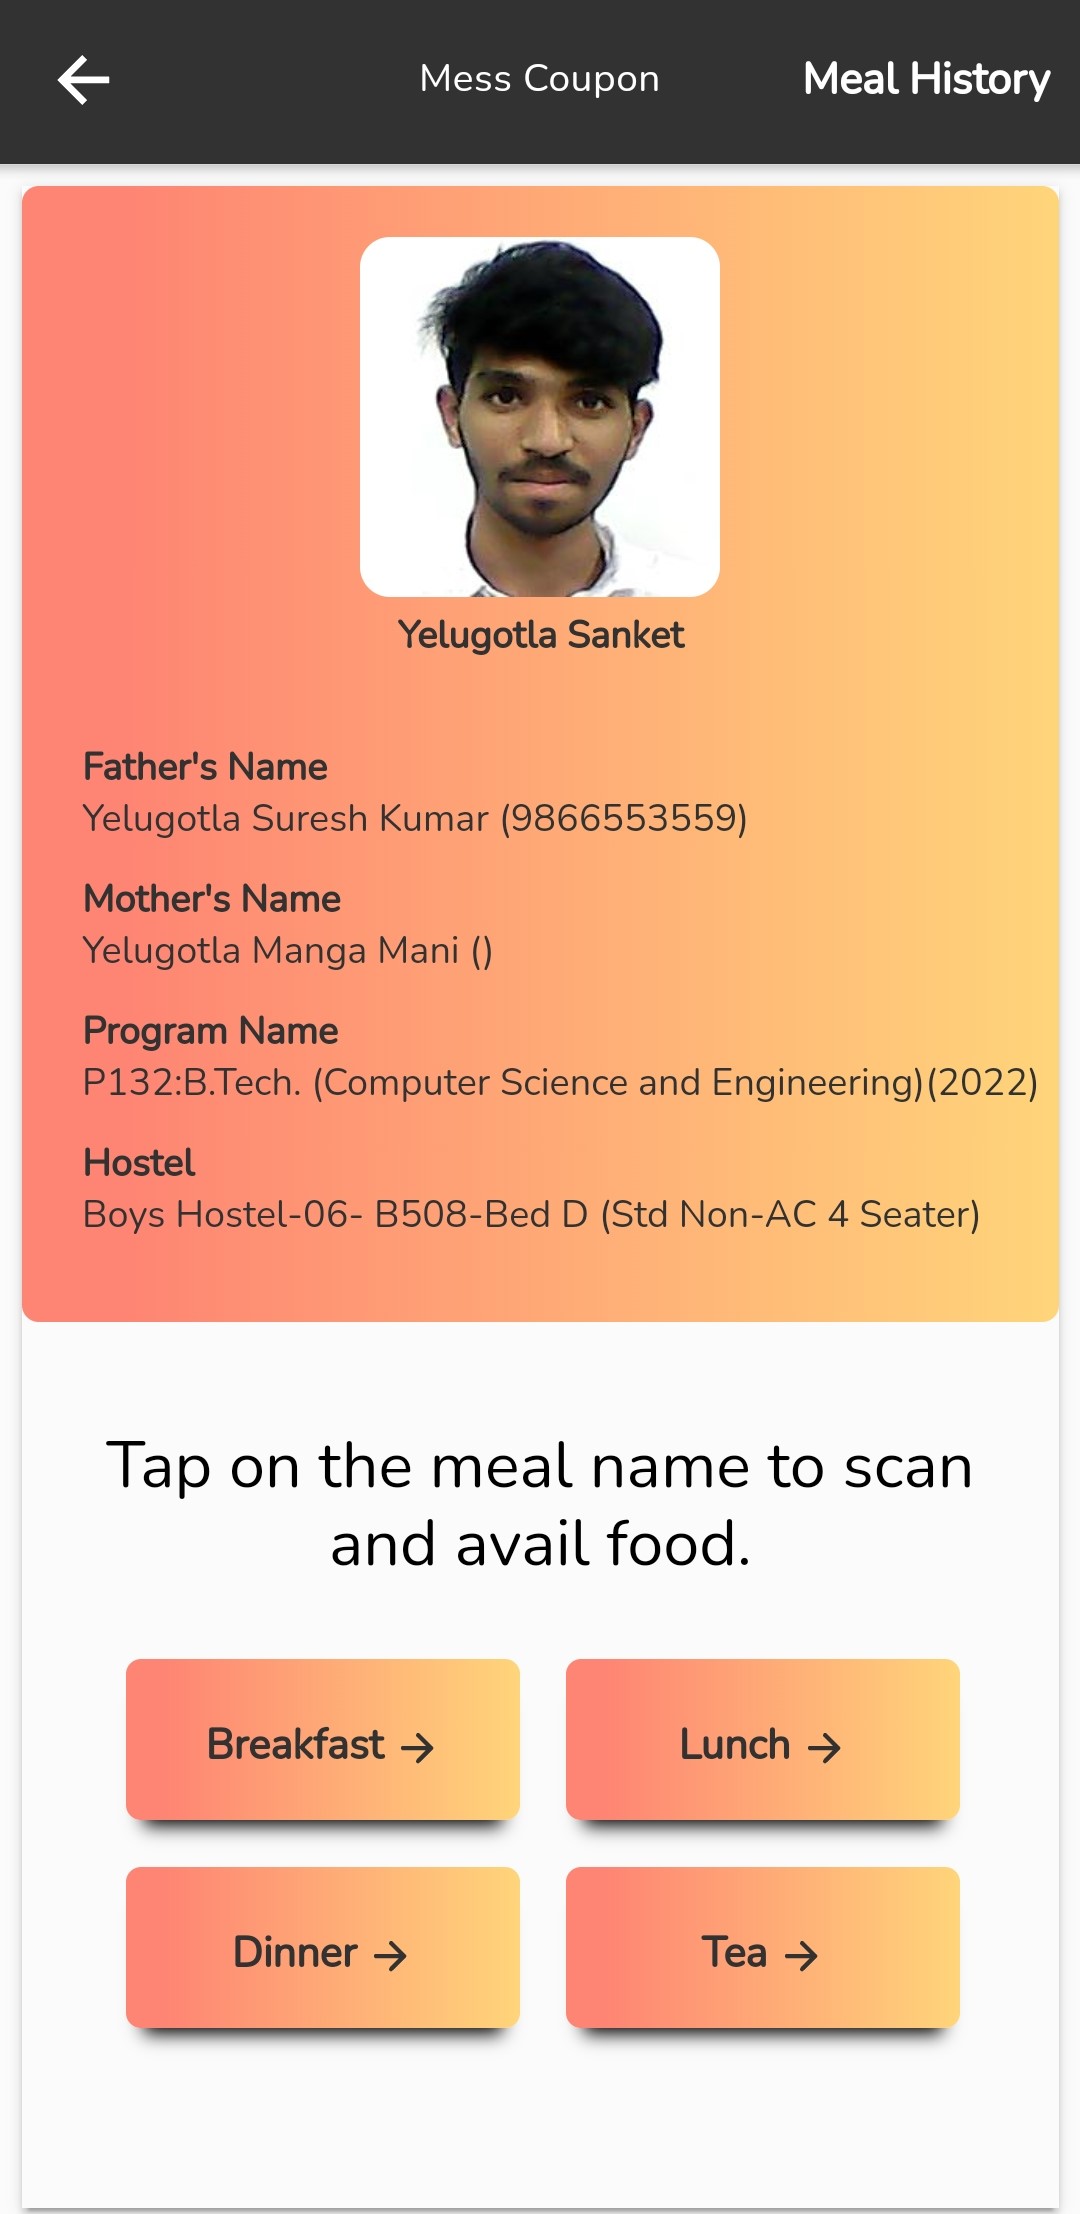 Mess Coupon
Meal History
Yelugotla Sanket
Father's Name
Yelugotla Suresh Kumar (9866553559)
Mother's Name
Yelugotla Manga Mani ()
Program Name
P132:B.Tech. (Computer Science and Engineering)(2022)
Hostel
Boys Hostel-06- B508-Bed D (Std Non-AC 4 Seater)
Tap on the meal name to scan
and avail food.
Breakfast →
Lunch →
Dinner →
Tea →